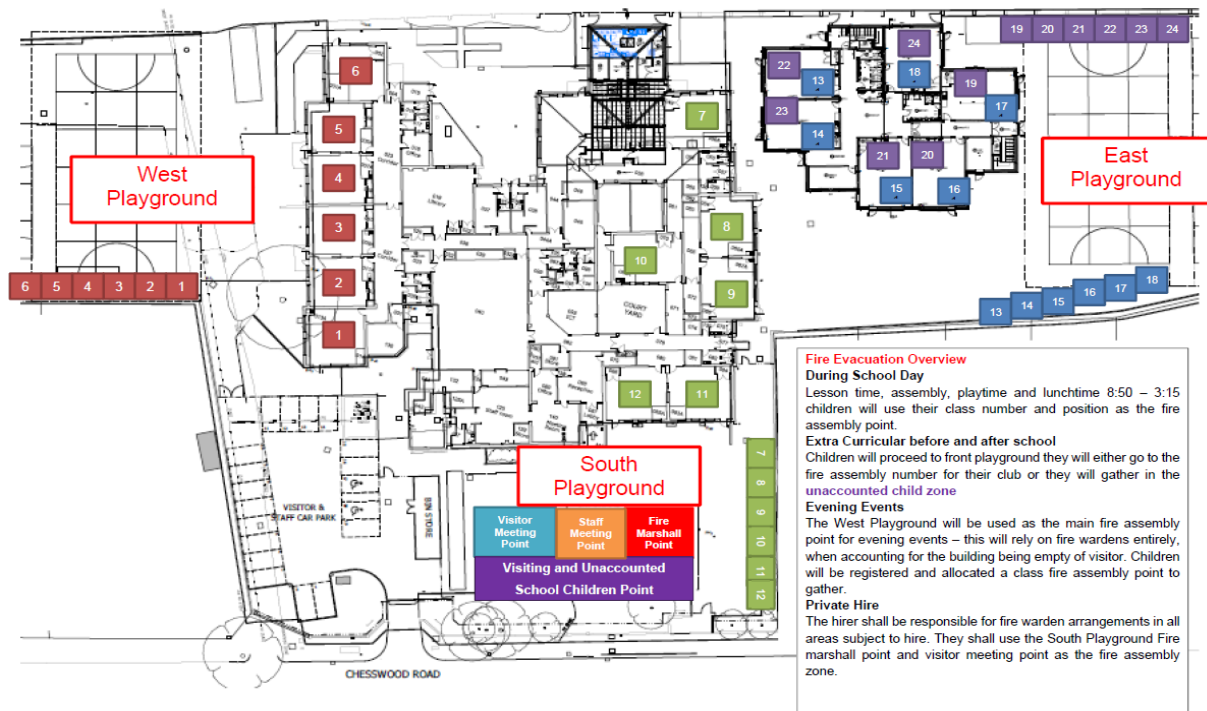 19 20 21 22 23 24
6
5
4
3
2
1
West
Playground
6 5 4 3 2 1
7
8
9
10
12 11
COURT
YARD
22
13
23
14
24
18
19
17
21
20
15
16
East
Playground
13 14 15 16 17 18
South
Playground
7
8
9
10
11
12
VISITOR &
STAFF CAR PARK
BIN STORE
Visitor
Meeting
Point
Staff
Meeting
Point
Fire
Marshall
Point
Visiting and Unaccounted
School Children Point
CHESSWOOD ROAD
Fire Evacuation Overview
During School Day
Lesson time, assembly, playtime and lunchtime 8:50 – 3:15
children will use their class number and position as the fire
assembly point.
Extra Curricular before and after school
Children will proceed to front playground they will either go to the
fire assembly number for their club or they will gather in the
unaccounted child zone
Evening Events
The West Playground will be used as the main fire assembly
point for evening events – this will rely on fire wardens entirely,
when accounting for the building being empty of visitor. Children
will be registered and allocated a class fire assembly point to
gather.
Private Hire
The hirer shall be responsible for fire warden arrangements in all
areas subject to hire. They shall use the South Playground Fire
marshall point and visitor meeting point as the fire assembly
zone.